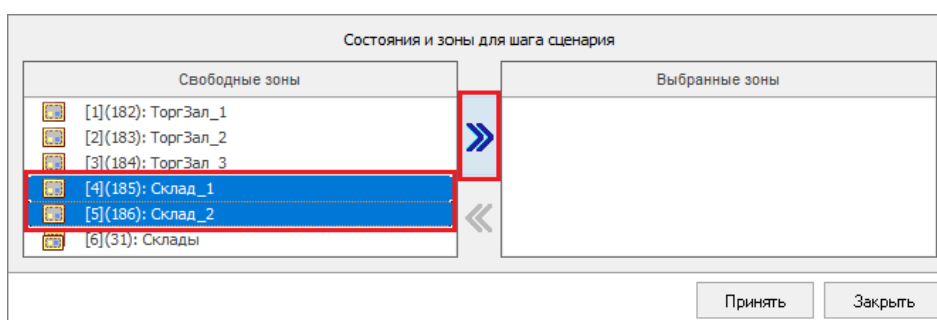 Состояния и зоны для шага сценария
Свободные зоны
Выбранные зоны
[1](182): ТоргЗал_1
[2](183): ТоргЗал_2
[3](184): ТоргЗал_3
[4](185): Склад_1
[5](186): Склад_2
[6](31): Склады
Принять
Закрыть